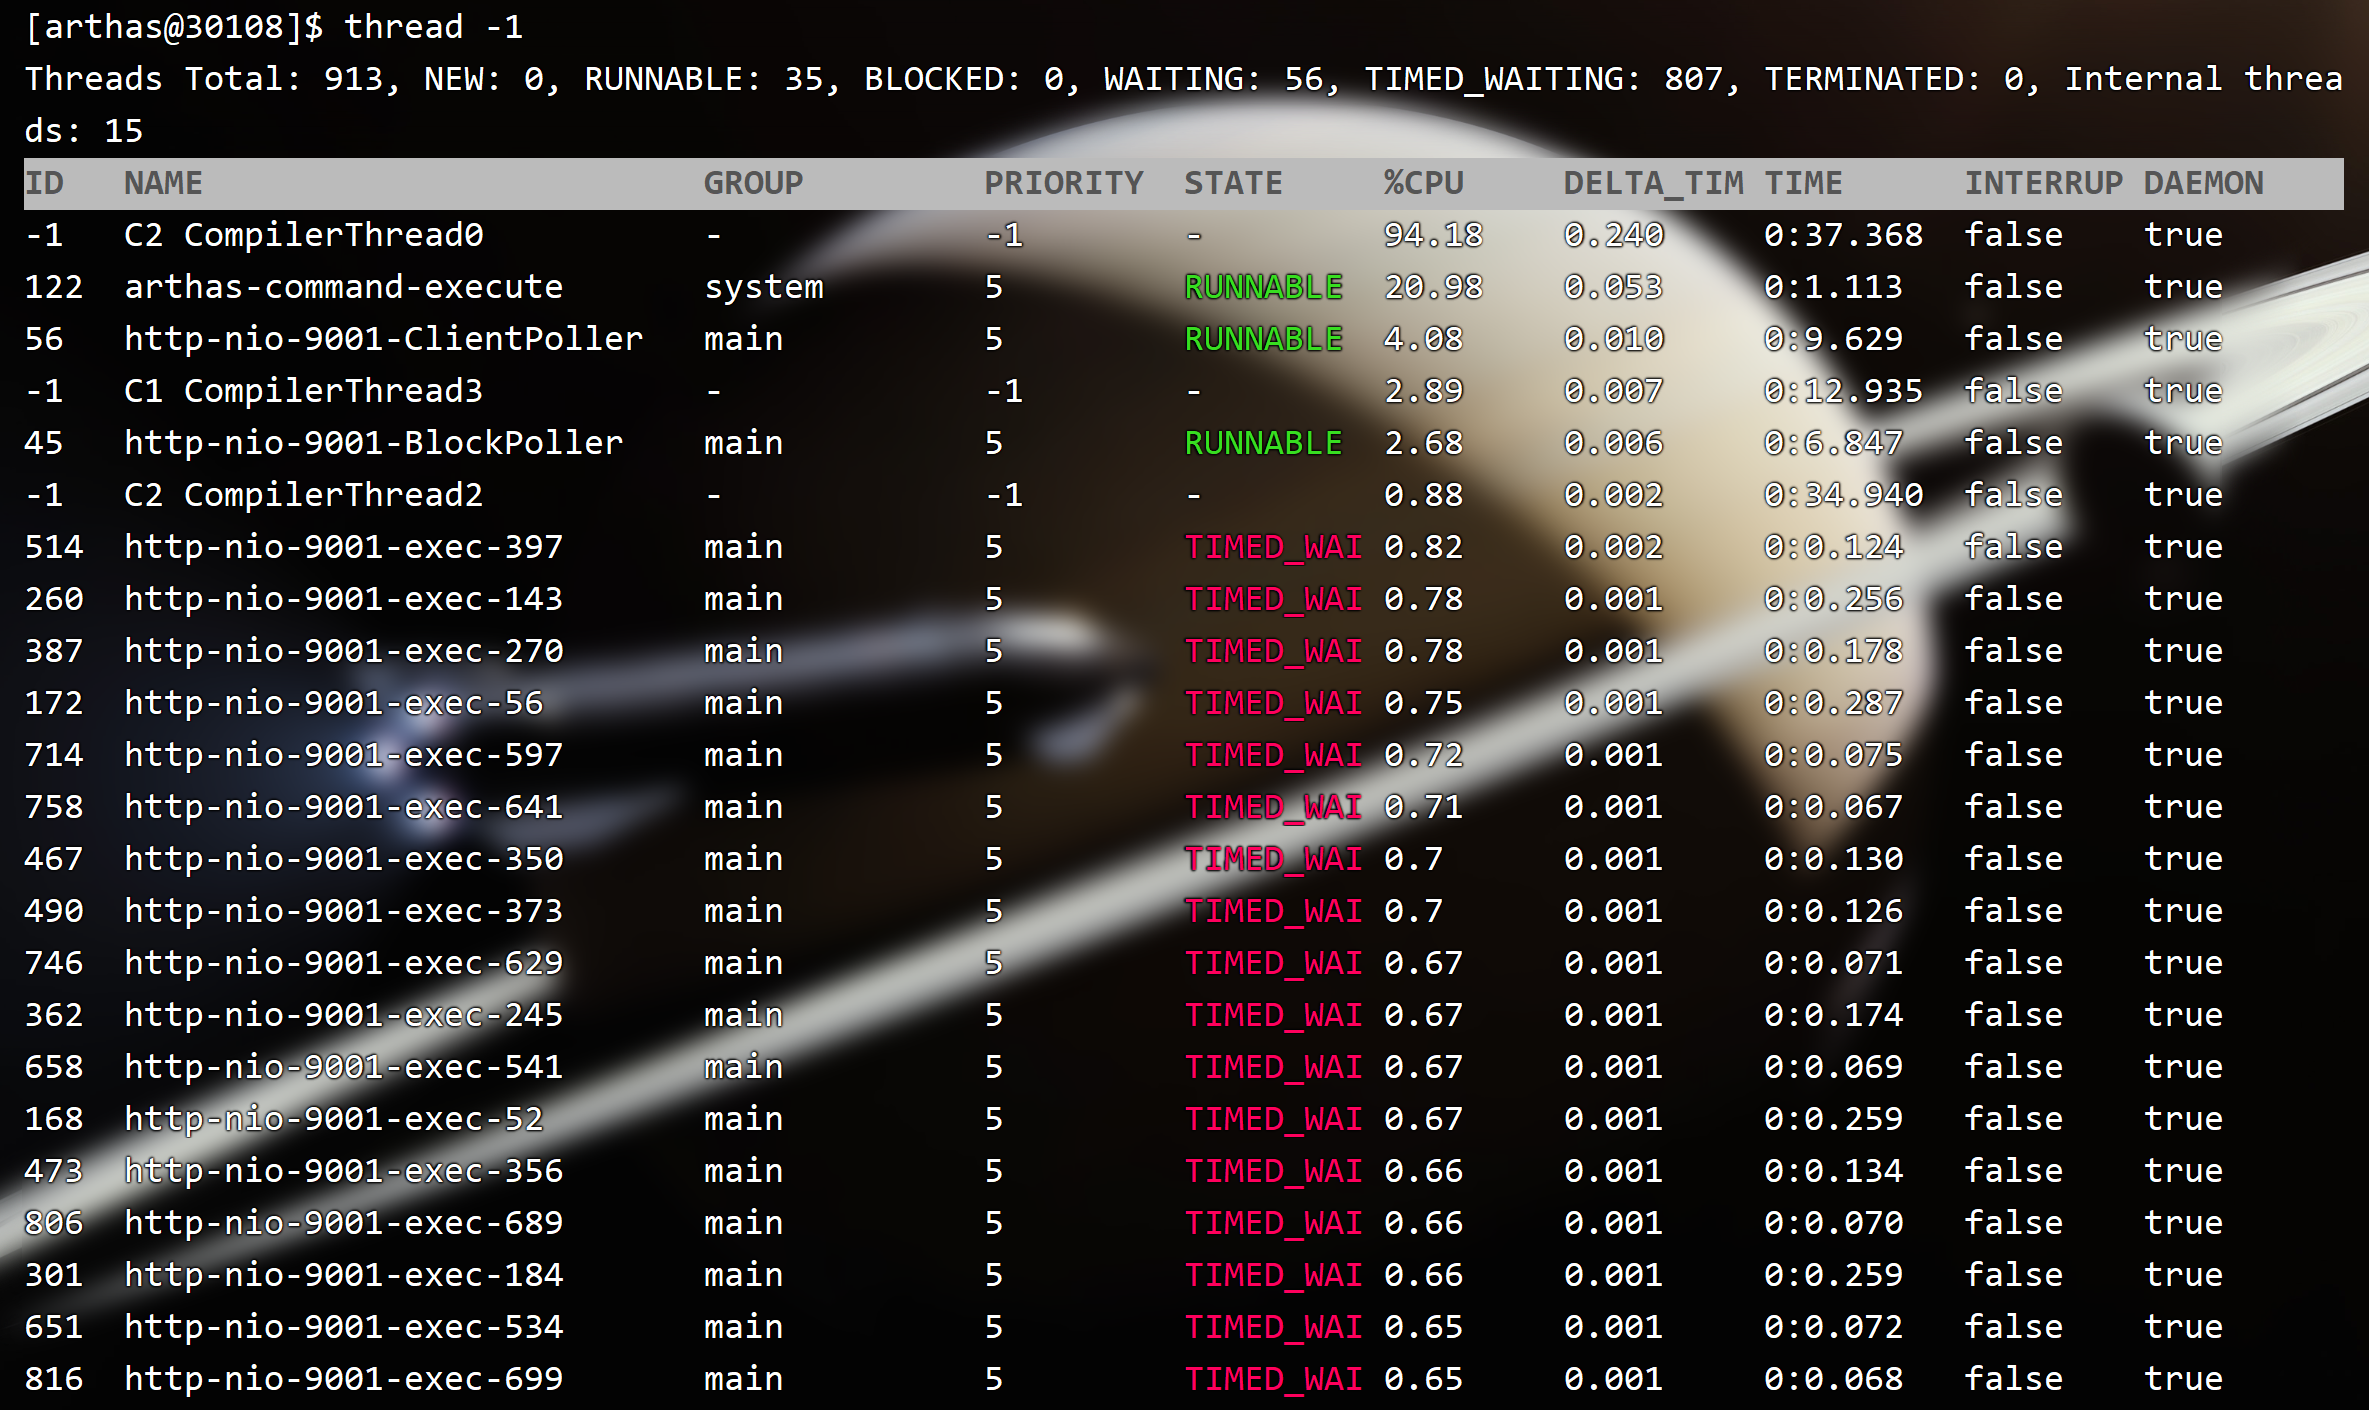 [arthas@30108]$ thread -1
Threads Total: 913, NEW: 0, RUNNABLE: 35, BLOCKED: 0, WAITING: 56, TIMED_WAITING: 807, TERMINATED: 0, Internal threa
ds: 15
ID NAME GROUP PRIORITY STATE %CPU DELTA_TIM TIME INTERRUP DAEMON
-1 C2 CompilerThread0 - -1 - 94.18 0.240 0:37.368 false true
122 arthas-command-execute system 5 RUNNABLE 20.98 0.053 0:1.113 false true
56 http-nio-9001-ClientPoller main 5 RUNNABLE 4.08 0.010 0:9.629 false true
-1 C1 CompilerThread3 - -1 - 2.89 0.007 0:12.935 false true
45 http-nio-9001-BlockPoller main 5 RUNNABLE 2.68 0.006 0:6.847 false true
-1 C2 CompilerThread2 - -1 - 0.88 0.002 0:34.940 false true
514 http-nio-9001-exec-397 main 5 TIMED_WAI 0.82 0.002 0:0.124 false true
260 http-nio-9001-exec-143 main 5 TIMED_WAI 0.78 0.001 0:0.256 false true
387 http-nio-9001-exec-270 main 5 TIMED_WAI 0.78 0.001 0:0.178 false true
172 http-nio-9001-exec-56 main 5 TIMED_WAI 0.75 0.001 0:0.287 false true
714 http-nio-9001-exec-597 main 5 TIMED_WAI 0.72 0.001 0:0.075 false true
758 http-nio-9001-exec-641 main 5 TIMED_WAI 0.71 0.001 0:0.067 false true
467 http-nio-9001-exec-350 main 5 TIMED_WAI 0.7 0.001 0:0.130 false true
490 http-nio-9001-exec-373 main 5 TIMED_WAI 0.7 0.001 0:0.126 false true
746 http-nio-9001-exec-629 main 5 TIMED_WAI 0.67 0.001 0:0.071 false true
362 http-nio-9001-exec-245 main 5 TIMED_WAI 0.67 0.001 0:0.174 false true
658 http-nio-9001-exec-541 main 5 TIMED_WAI 0.67 0.001 0:0.069 false true
168 http-nio-9001-exec-52 main 5 TIMED_WAI 0.67 0.001 0:0.259 false true
473 http-nio-9001-exec-356 main 5 TIMED_WAI 0.66 0.001 0:0.134 false true
806 http-nio-9001-exec-689 main 5 TIMED_WAI 0.66 0.001 0:0.070 false true
301 http-nio-9001-exec-184 main 5 TIMED_WAI 0.66 0.001 0:0.259 false true
651 http-nio-9001-exec-534 main 5 TIMED_WAI 0.65 0.001 0:0.072 false true
816 http-nio-9001-exec-699 main 5 TIMED_WAI 0.65 0.001 0:0.068 false true